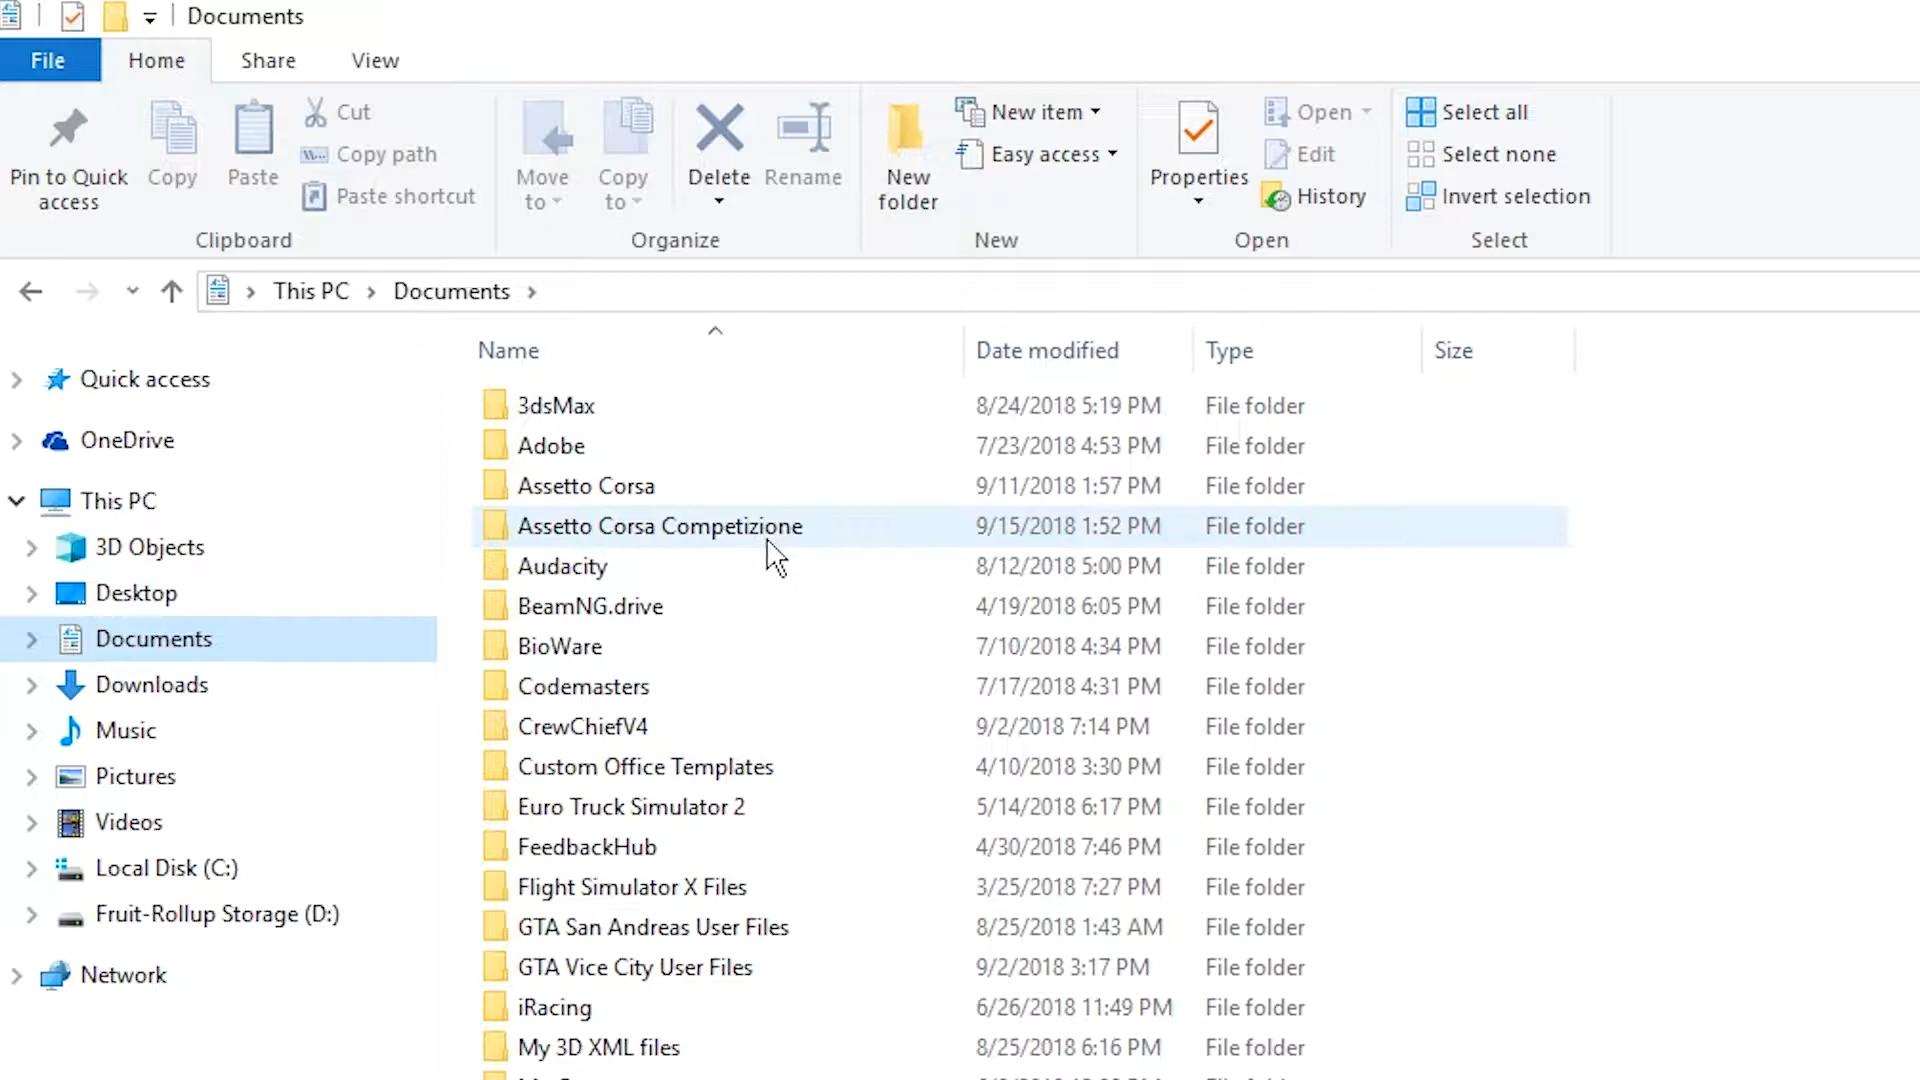 Documents
File Home Share View
Pin to Quick access
Copy
Paste
Cut
Copy path
Paste shortcut
Clipboard
Move to
Copy to
Delete
Rename
Organize
New folder
New item
Easy access
New
Properties
Open
Edit
History
Open
Select all
Select none
Invert selection
Select
This PC Documents
Quick access
OneDrive
This PC
3D Objects
Desktop
Documents
Downloads
Music
Pictures
Videos
Local Disk (C:)
Fruit-Rollup Storage (D:)
Network
Name Date modified Type Size
3dsMax 8/24/2018 5:19 PM File folder
Adobe 7/23/2018 4:53 PM File folder
Assetto Corsa 9/11/2018 1:57 PM File folder
Assetto Corsa Competizione 9/15/2018 1:52 PM File folder
Audacity 8/12/2018 5:00 PM File folder
BeamNG.drive 4/19/2018 6:05 PM File folder
BioWare 7/10/2018 4:34 PM File folder
Codemasters 7/17/2018 4:31 PM File folder
CrewChiefV4 9/2/2018 7:14 PM File folder
Custom Office Templates 4/10/2018 3:30 PM File folder
Euro Truck Simulator 2 5/14/2018 6:17 PM File folder
FeedbackHub 4/30/2018 7:46 PM File folder
Flight Simulator X Files 3/25/2018 7:27 PM File folder
GTA San Andreas User Files 8/25/2018 1:43 AM File folder
GTA Vice City User Files 9/2/2018 3:17 PM File folder
iRacing 6/26/2018 11:49 PM File folder
My 3D XML files 8/25/2018 6:16 PM File folder